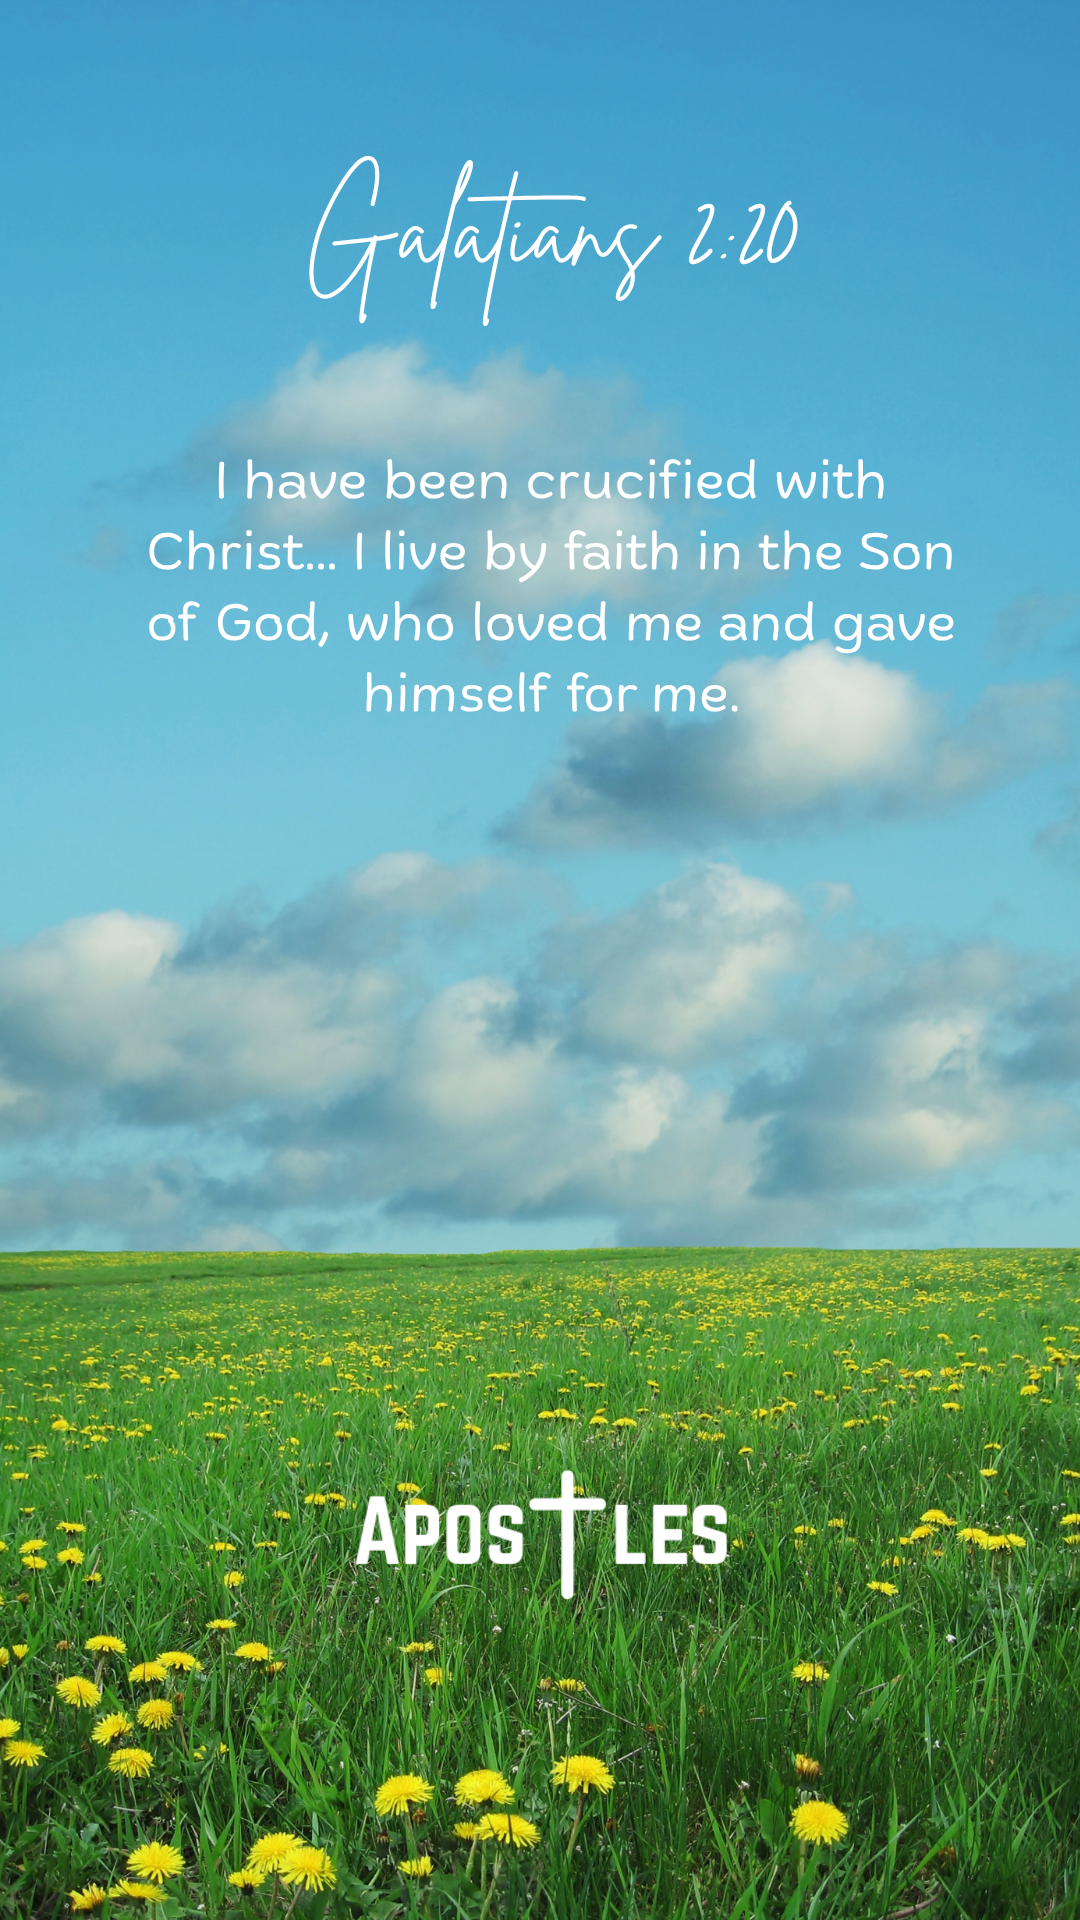 Galatians 2:20
I have been crucified with
Christ... I live by faith in the Son
of God, who loved me and gave
himself for me.
APOSTLES